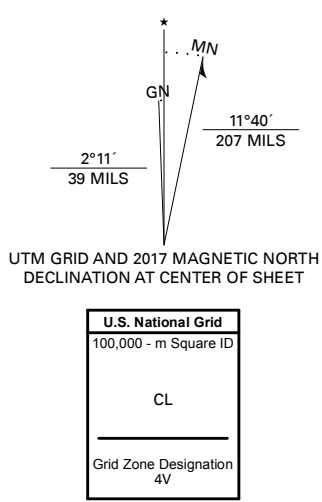 ★
MN
GN
11°40´
207 MILS
2°11´
39 MILS
UTM GRID AND 2017 MAGNETIC NORTH
DECLINATION AT CENTER OF SHEET
U.S. National Grid
100,000 - m Square ID
CL
Grid Zone Designation
4V